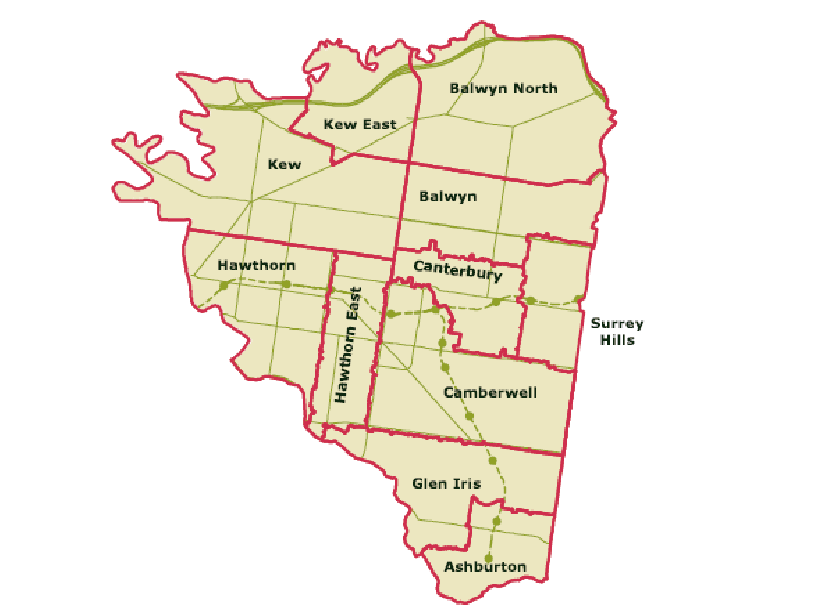 Balwyn North
Kew East
Kew
Balwyn
Hawthorn
Canterbury
Hawthorn East
Surrey
Hills
Camberwell
Glen Iris
Ashburton